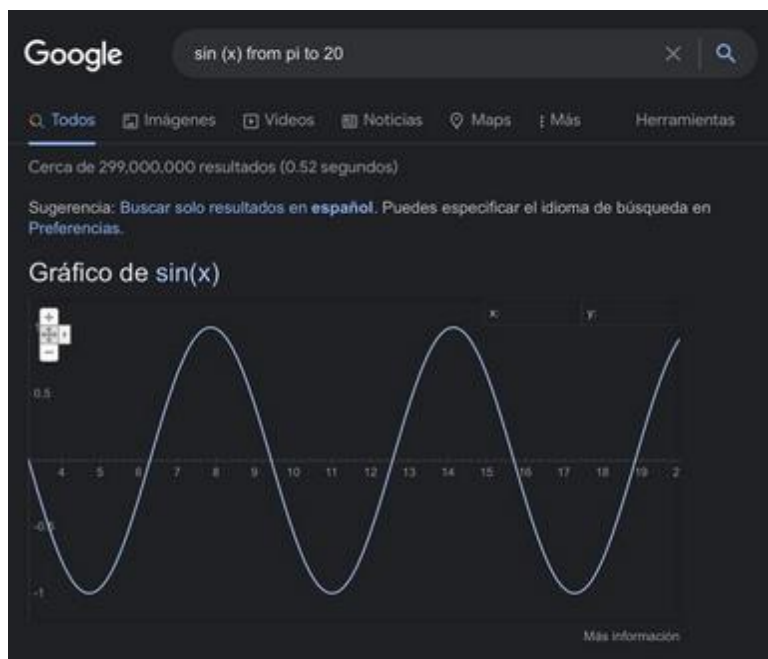 Google
sin (x) from pi to 20
Todos Imágenes Videos Noticias Maps Más Herramientas
Cerca de 299,000,000 resultados (0.52 segundos)
Sugerencia: Buscar solo resultados en español. Puedes especificar el idioma de búsqueda en
Preferencias.
Gráfico de sin(x)
x: y:
0.5
4 5 6 7 8 9 10 11 12 13 14 15 16 17 18 19 2
-0.5
-1
Más información